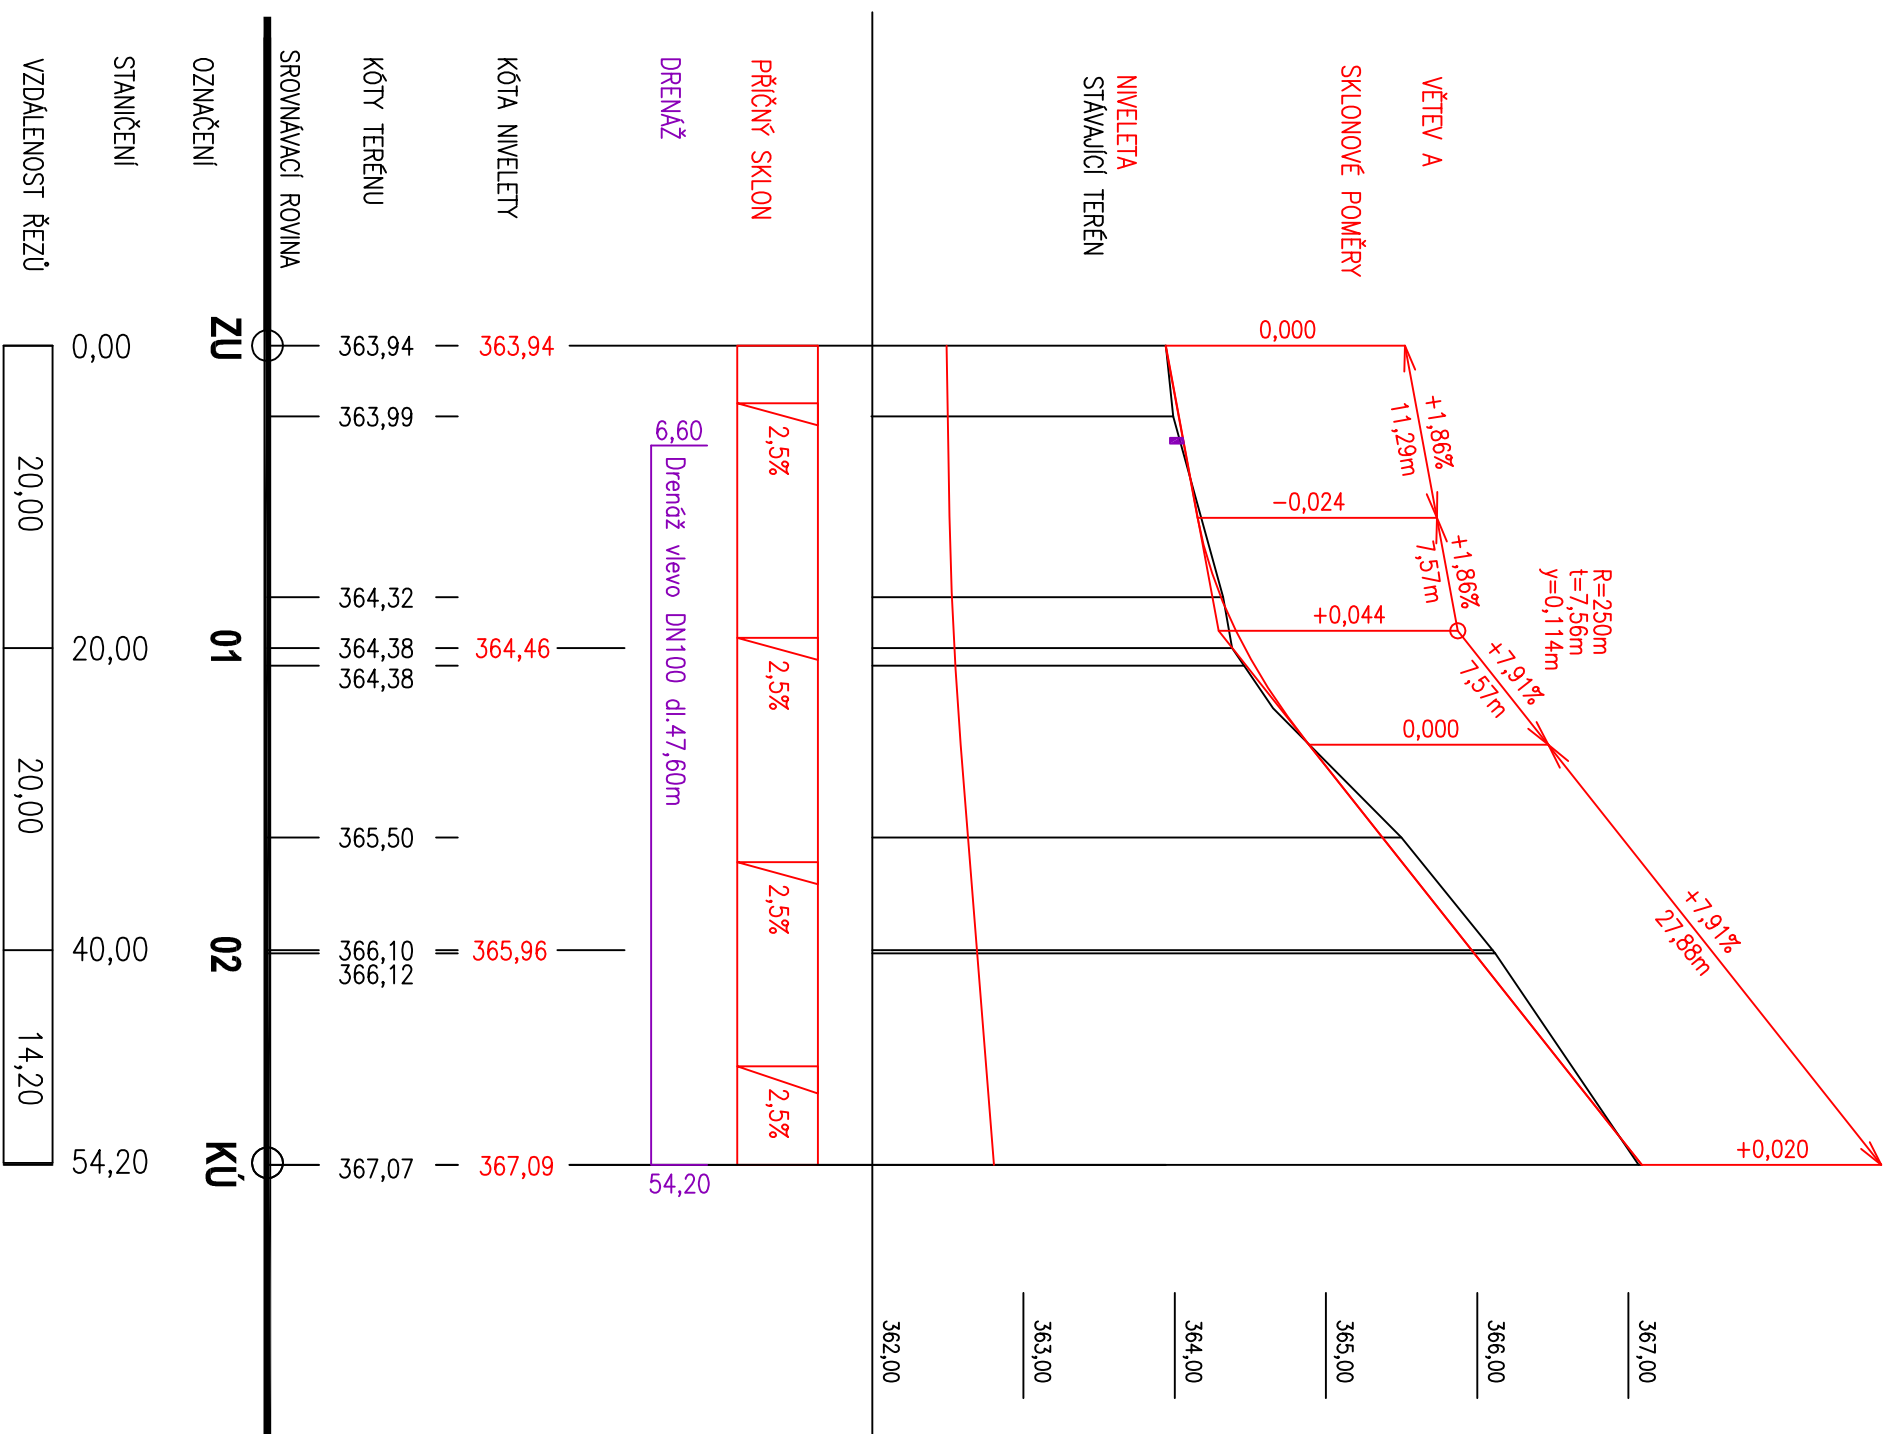 VĚTEV A
SKLONOVÉ POMĚRY
NIVELETA
STÁVAJÍCÍ TERÉN
R=250m
t=7,56m
y=0,114m
0,000
+1,86%
11,29m
-0,024
+1,86%
7,57m
+0,044
+7,91%
7,57m
0,000
+7,91%
27,88m
+0,020
367,00
366,00
365,00
364,00
363,00
362,00
PŘÍČNÝ SKLON
2,5%
2,5%
2,5%
2,5%
DRENÁŽ
6,60
Drenáž vlevo DN100 dl.47,60m
54,20
KÓTA NIVELETY
363,94
364,46
365,96
367,09
KÓTY TERÉNU
363,94
363,99
364,32
364,38
364,38
365,50
366,10
366,12
367,07
SROVNÁVACÍ ROVINA
OZNAČENÍ
ZU
01
02
KÚ
STANIČENÍ
0,00
20,00
40,00
54,20
VZDÁLENOST ŘEZŮ
20,00
20,00
14,20